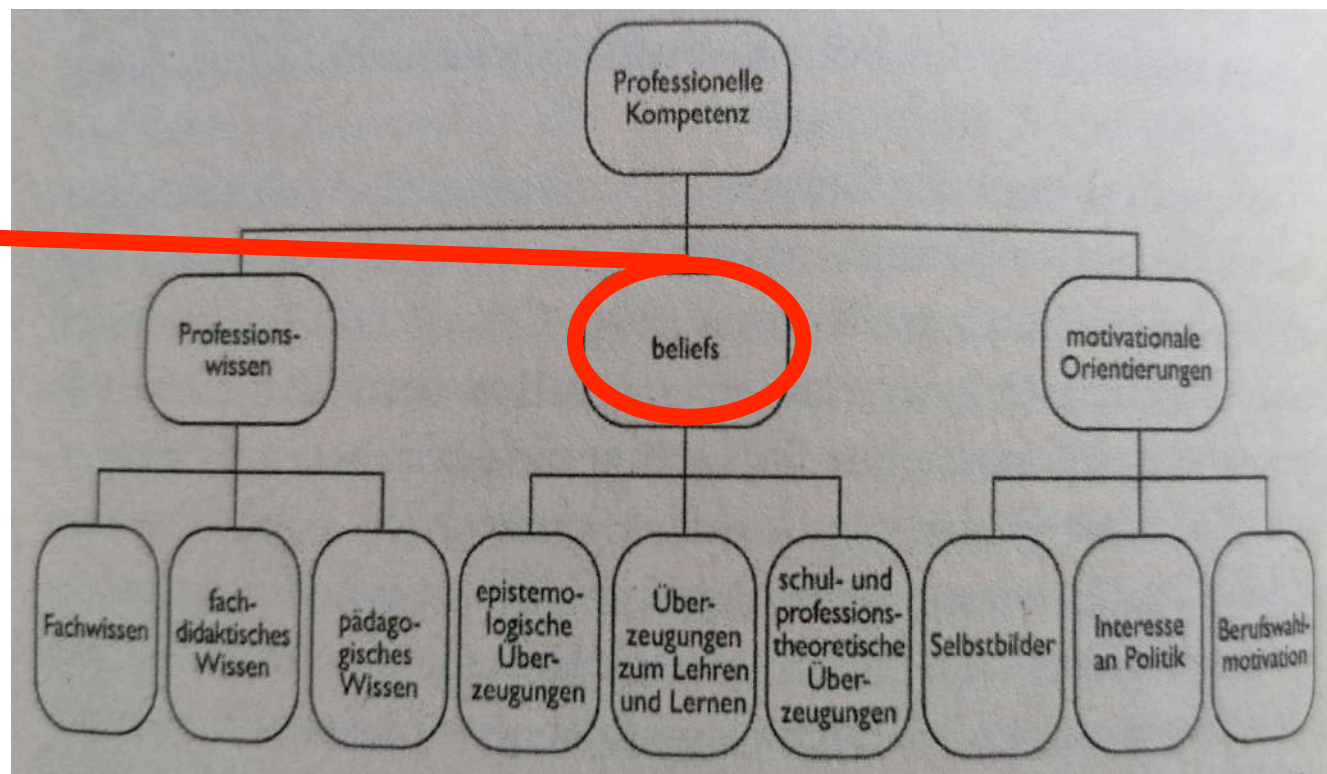 Professionelle
Kompetenz
Professions-
wissen
beliefs
motivationale
Orientierungen
Fachwissen
fach-
didaktisches
Wissen
pädago-
gisches
Wissen
epistemo-
logische
Über-
zeugungen
Über-
zeugungen
zum Lehren
und Lernen
schul- und
professions-
theoretische
Über-
zeugungen
Selbstbilder
Interesse
an Politik
Berufswahl-
motivation